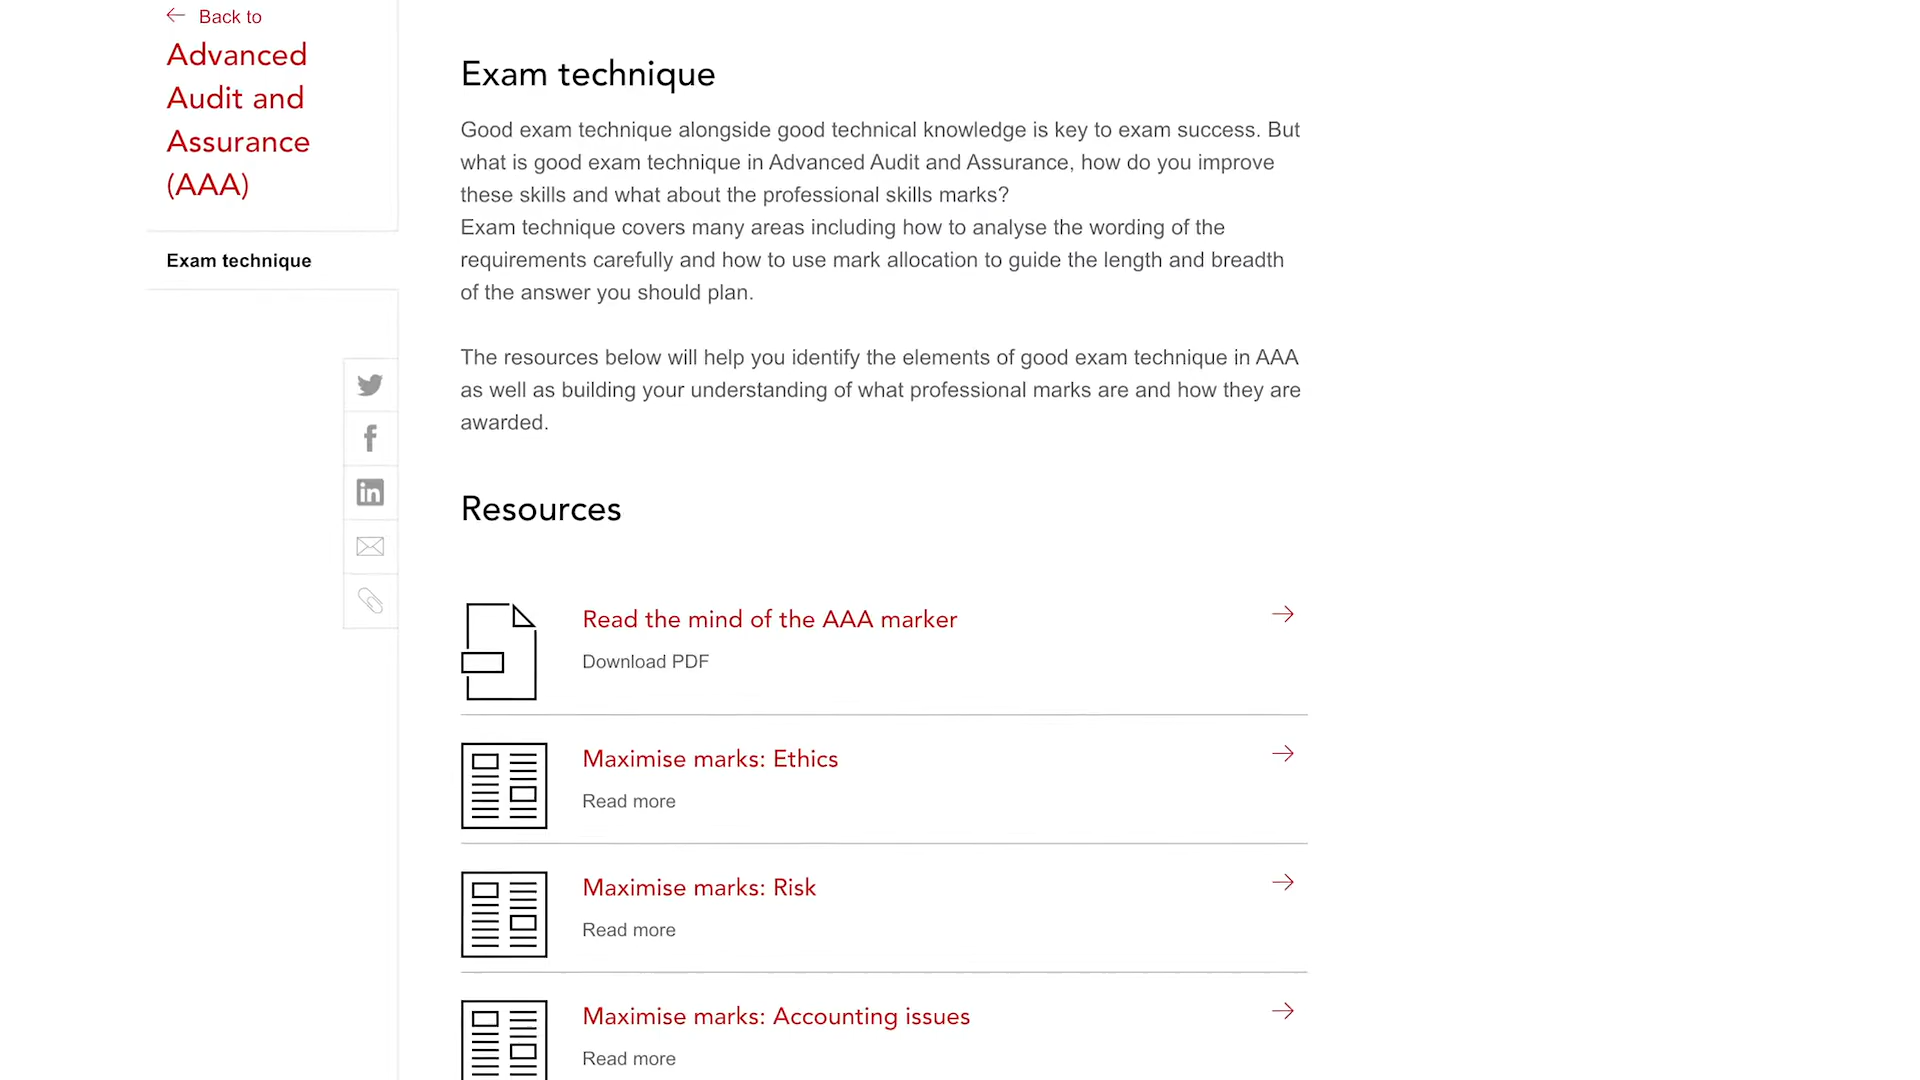 Back to
Advanced
Audit and
Assurance
(AAA)
Exam technique
Exam technique
Good exam technique alongside good technical knowledge is key to exam success. But
what is good exam technique in Advanced Audit and Assurance, how do you improve
these skills and what about the professional skills marks?
Exam technique covers many areas including how to analyse the wording of the
requirements carefully and how to use mark allocation to guide the length and breadth
of the answer you should plan.
The resources below will help you identify the elements of good exam technique in AAA
as well as building your understanding of what professional marks are and how they are
awarded.
Resources
Read the mind of the AAA marker
Download PDF
Maximise marks: Ethics
Read more
Maximise marks: Risk
Read more
Maximise marks: Accounting issues
Read more